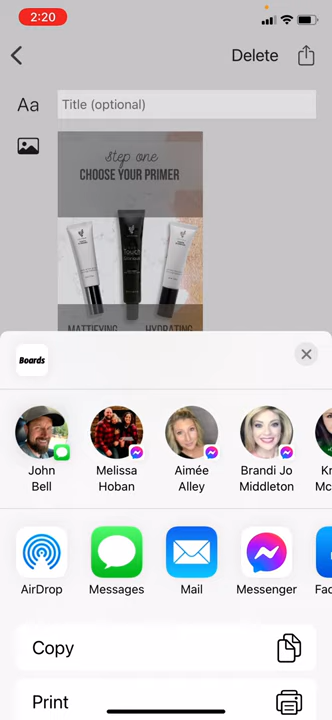 2:20
Delete
Aa
Title (optional)
Step one
CHOOSE YOUR PRIMER
MATTIFYING HYDRATING
Boards
John
Bell
Melissa
Hoban
Aimée
Alley
Brandi Jo
Middleton
AirDrop
Messages
Mail
Messenger
Copy
Print